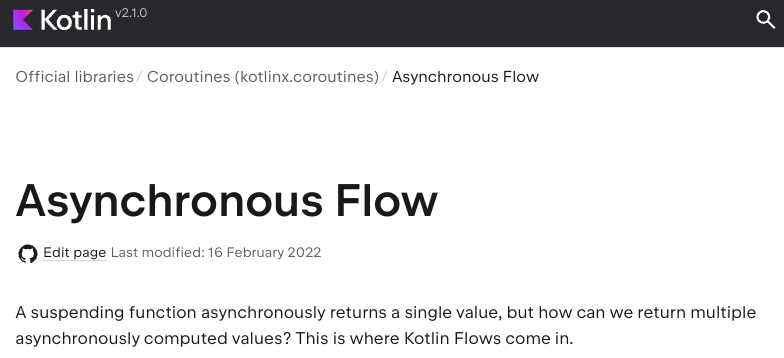 Kotlin v2.1.0
Official libraries / Coroutines (kotlinx.coroutines) / Asynchronous Flow
Asynchronous Flow
Edit page Last modified: 16 February 2022
A suspending function asynchronously returns a single value, but how can we return multiple
asynchronously computed values? This is where Kotlin Flows come in.